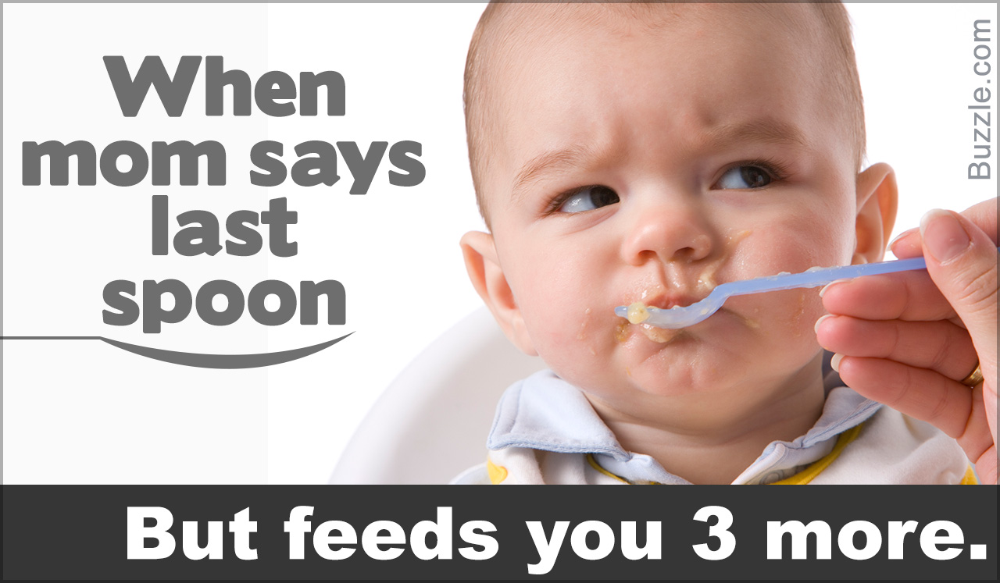 When
mom says
last
spoon
Buzzle.com
But feeds you 3 more.